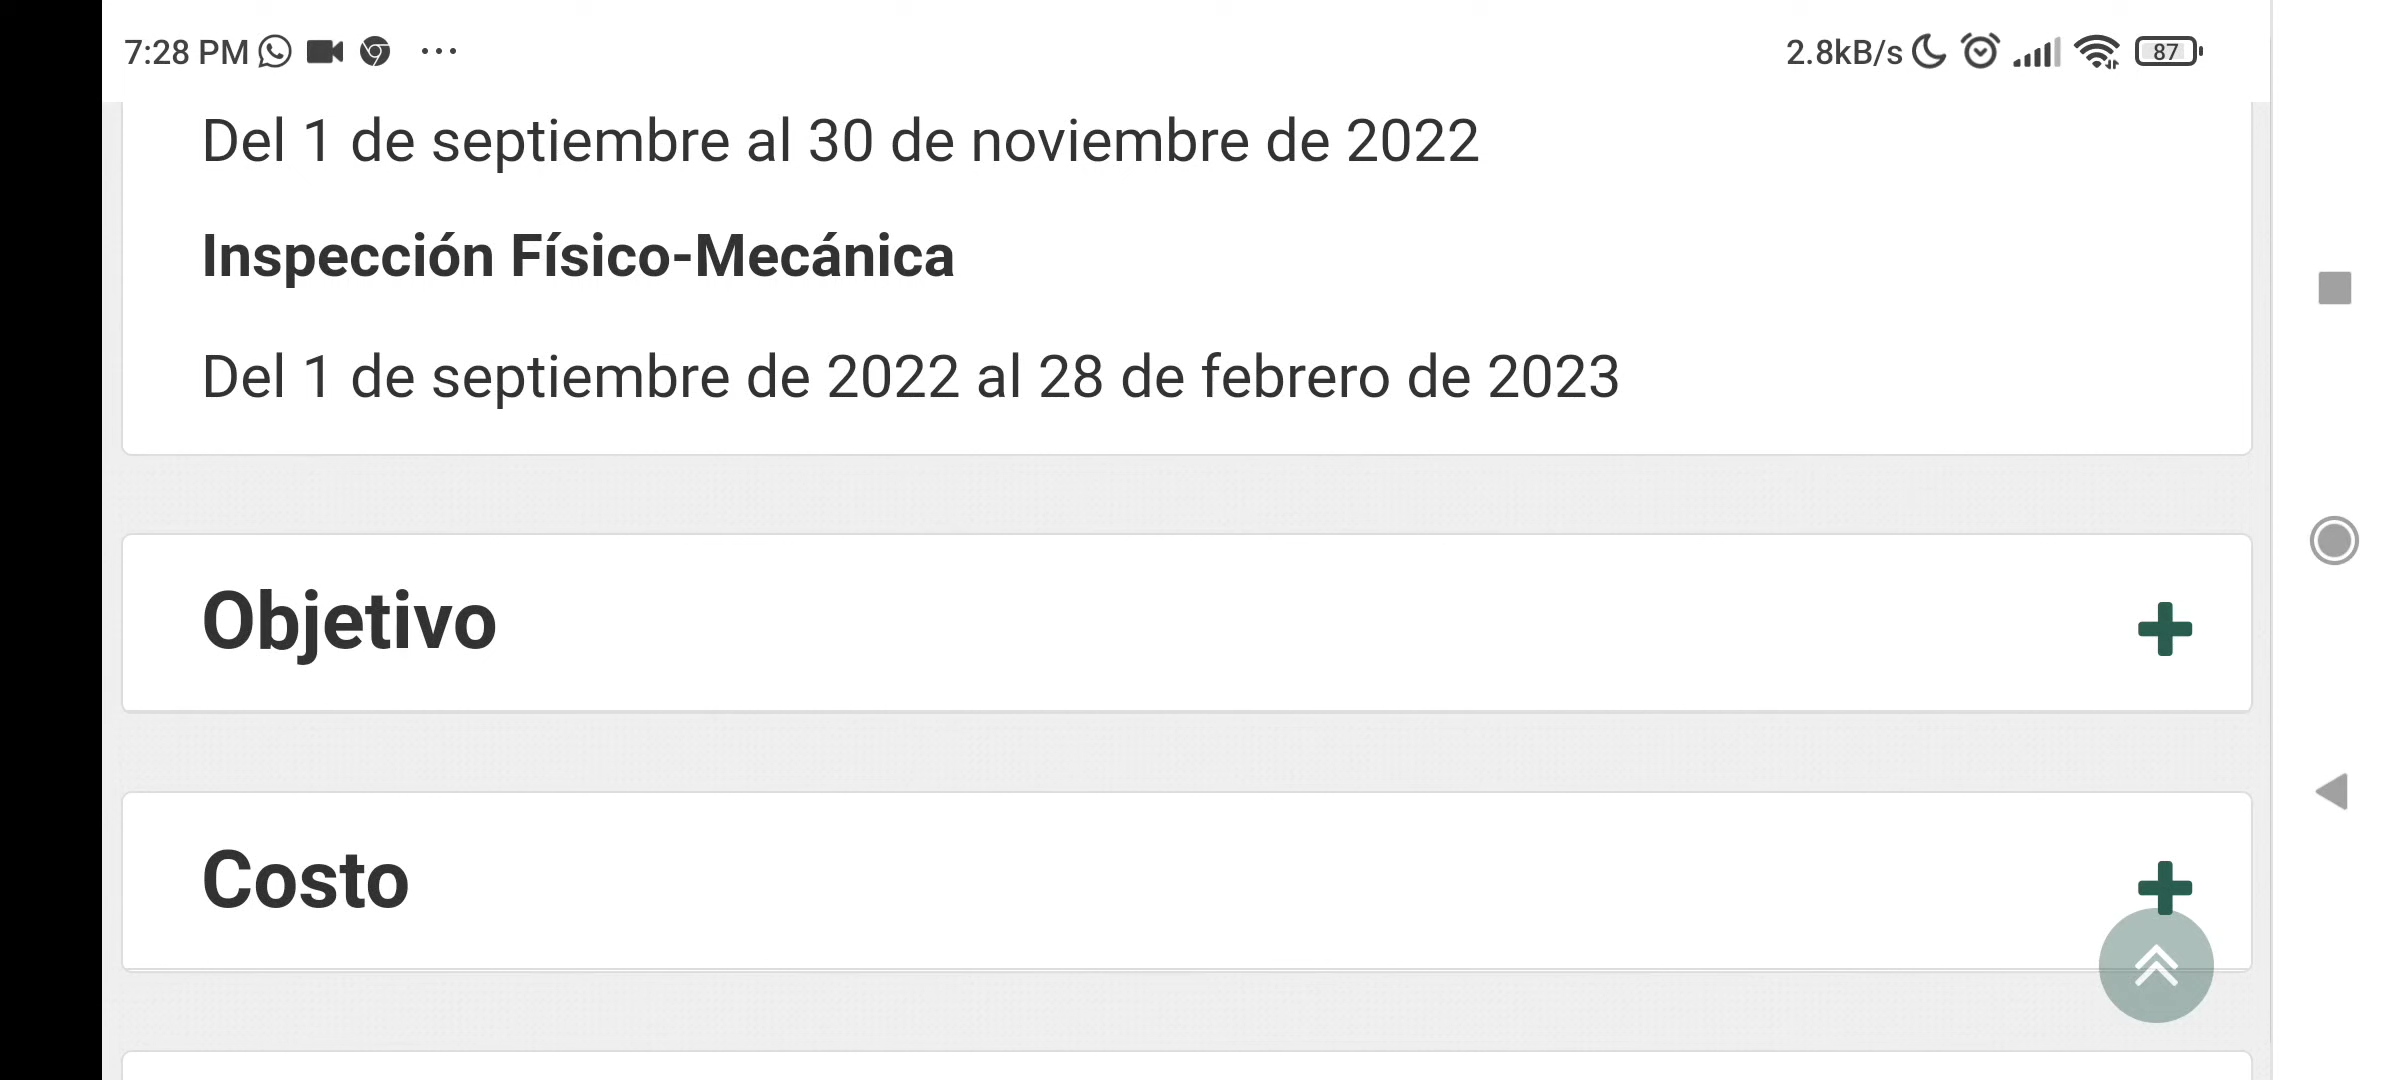 7:28 PM ... 2.8kB/s 87
Del 1 de septiembre al 30 de noviembre de 2022
Inspección Físico-Mecánica
Del 1 de septiembre de 2022 al 28 de febrero de 2023
Objetivo
Costo